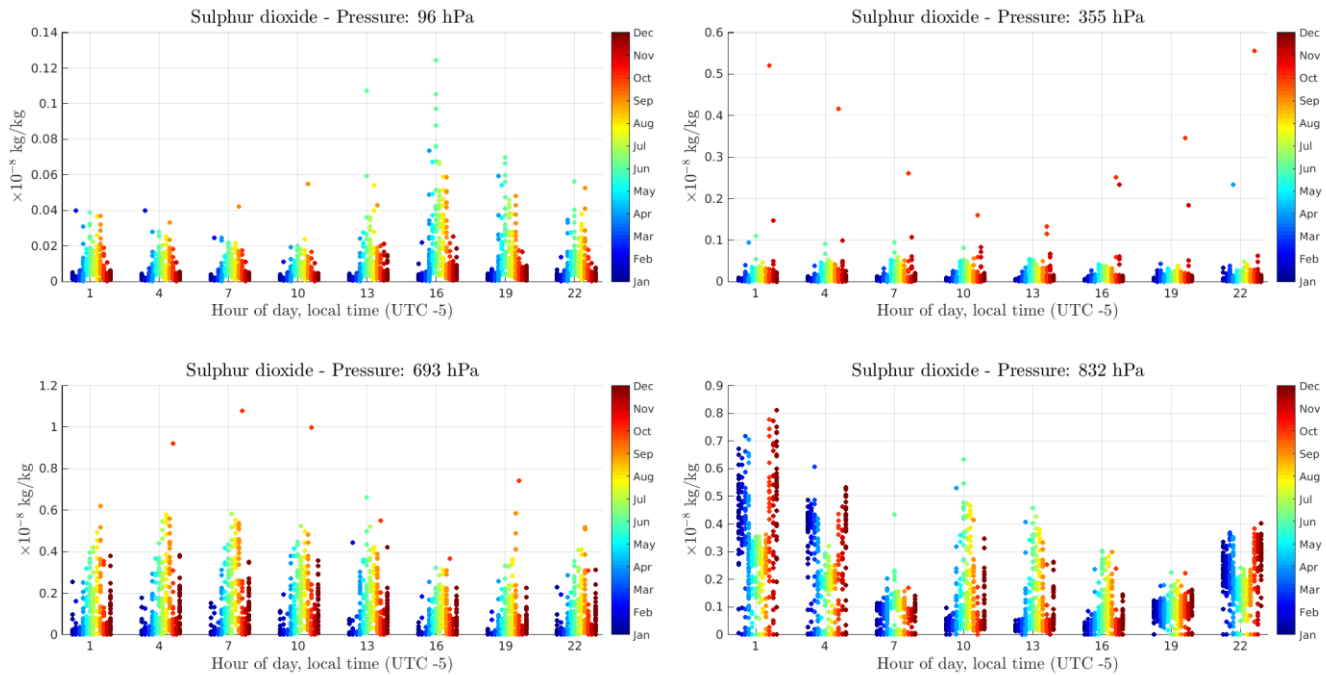 Sulphur dioxide - Pressure: 96 hPa
0.14
0.12
0.1
0.08
0.06
0.04
0.02
0
×10⁻⁸ kg/kg
1 4 7 10 13 16 19 22
Hour of day, local time (UTC -5)
Dec
Nov
Oct
Sep
Aug
Jul
Jun
May
Apr
Mar
Feb
Jan
Sulphur dioxide - Pressure: 355 hPa
0.6
0.5
0.4
0.3
0.2
0.1
0
×10⁻⁸ kg/kg
1 4 7 10 13 16 19 22
Hour of day, local time (UTC -5)
Dec
Nov
Oct
Sep
Aug
Jul
Jun
May
Apr
Mar
Feb
Jan
Sulphur dioxide - Pressure: 693 hPa
1.2
1
0.8
0.6
0.4
0.2
0
×10⁻⁸ kg/kg
1 4 7 10 13 16 19 22
Hour of day, local time (UTC -5)
Dec
Nov
Oct
Sep
Aug
Jul
Jun
May
Apr
Mar
Feb
Jan
Sulphur dioxide - Pressure: 832 hPa
0.9
0.8
0.7
0.6
0.5
0.4
0.3
0.2
0.1
0
×10⁻⁸ kg/kg
1 4 7 10 13 16 19 22
Hour of day, local time (UTC -5)
Dec
Nov
Oct
Sep
Aug
Jul
Jun
May
Apr
Mar
Feb
Jan